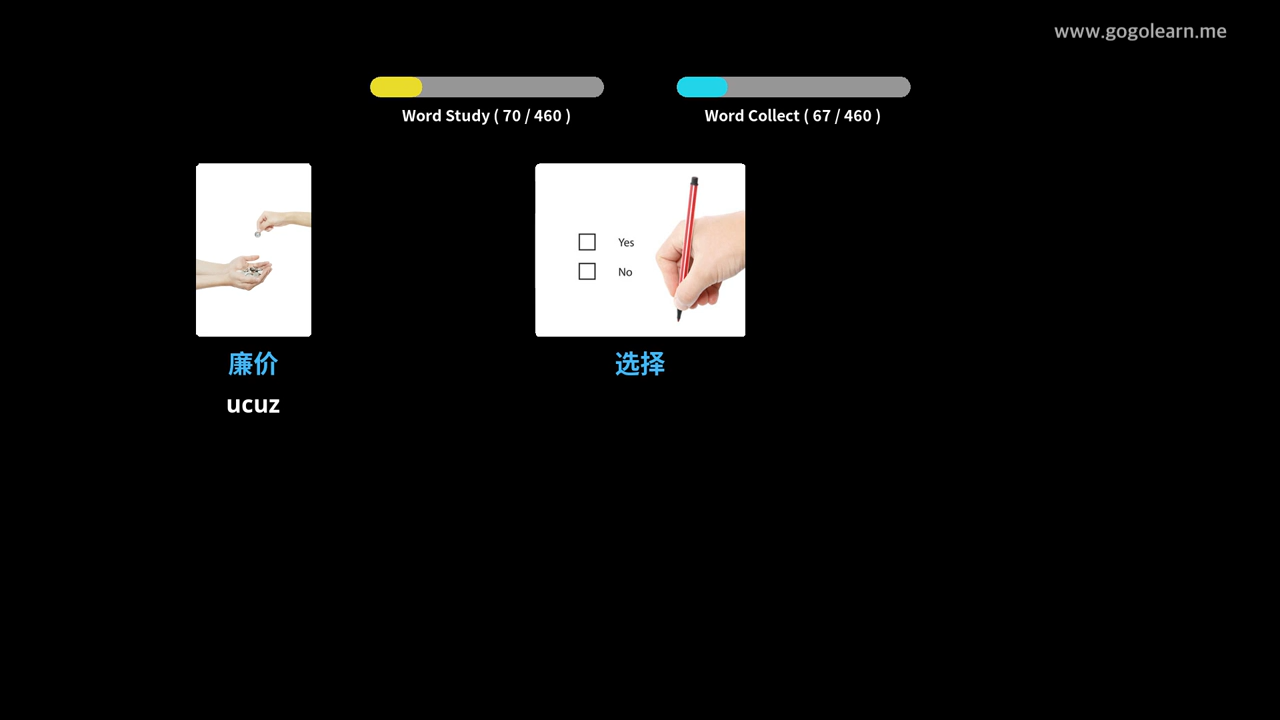 www.gogolearn.me
Word Study ( 70 / 460 )
Word Collect ( 67 / 460 )
Yes
No
廉价
选择
ucuz